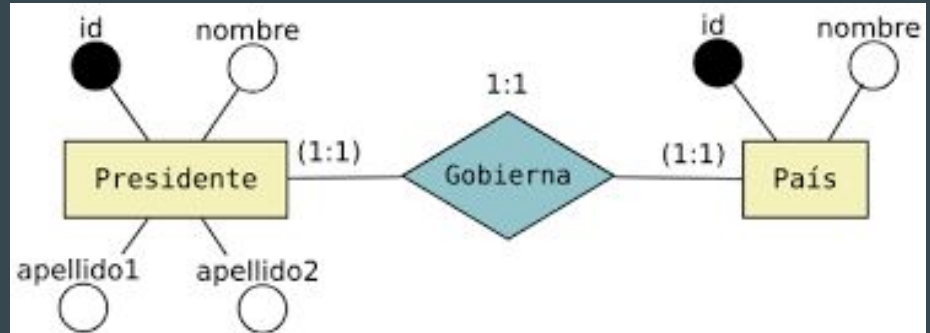 id
nombre
id
nombre
1:1
(1:1)
(1:1)
Presidente
Gobierna
País
apellido1
apellido2